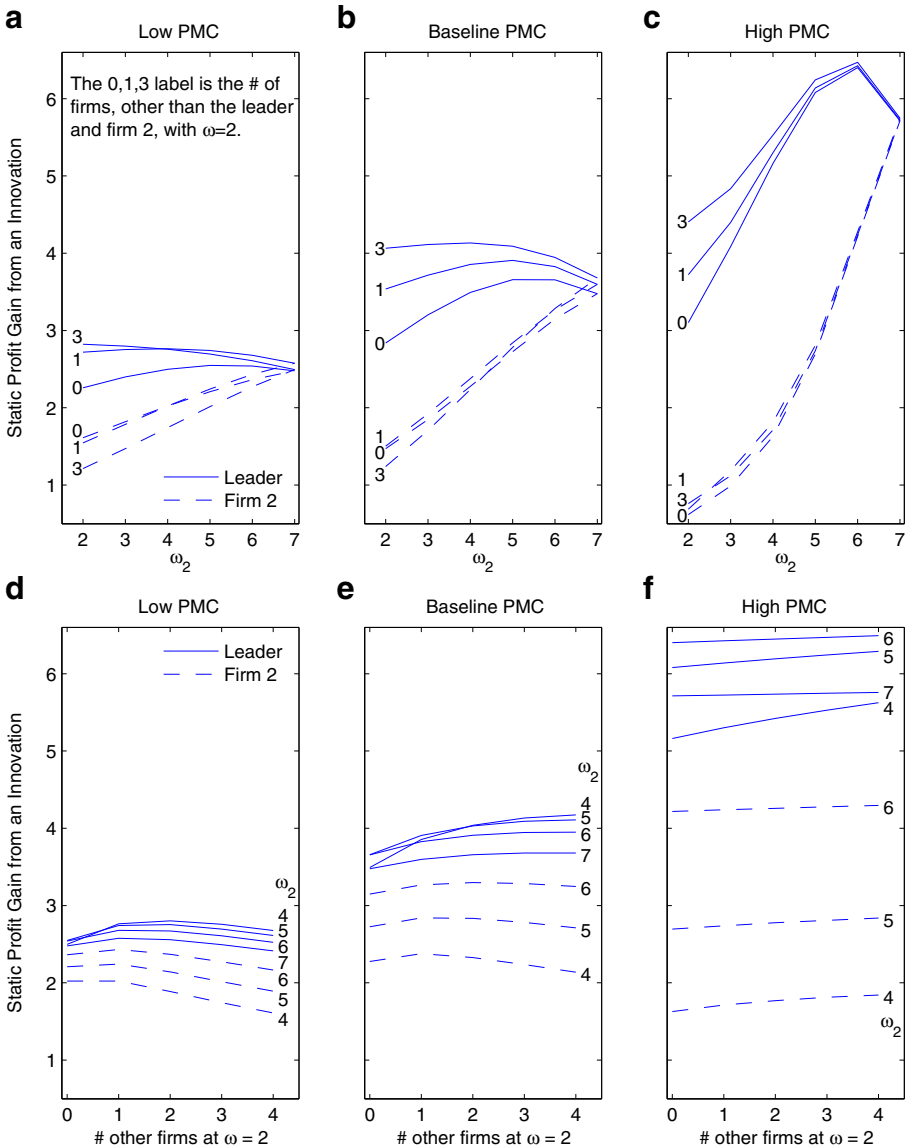 a
Low PMC
The 0,1,3 label is the # of
firms, other than the leader
and firm 2, with ω=2.
Static Profit Gain from an Innovation
6
5
4
3
2
1
3
1
0
0
1
3
Leader
Firm 2
2 3 4 5 6 7
ω2
b
Baseline PMC
3
1
0
1
0
3
2 3 4 5 6 7
ω2
c
High PMC
3
1
0
1
3
0
2 3 4 5 6 7
ω2
d
Low PMC
Leader
Firm 2
Static Profit Gain from an Innovation
6
5
4
3
2
1
ω2
4
5
6
7
6
5
4
0 1 2 3 4
# other firms at ω = 2
e
Baseline PMC
ω2
4
5
6
7
6
5
4
0 1 2 3 4
# other firms at ω = 2
f
High PMC
6
5
7
4
6
5
4
ω2
0 1 2 3 4
# other firms at ω = 2